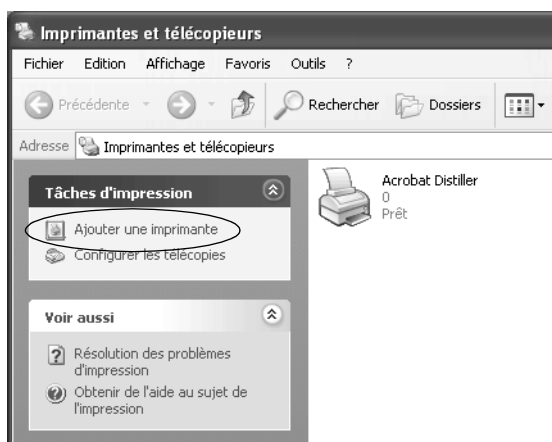 Imprimantes et télécopieurs
Fichier Edition Affichage Favoris Outils ?
Précédente Rechercher Dossiers
Adresse Imprimantes et télécopieurs
Tâches d'impression
Ajouter une imprimante
Configurer les télécopies
Voir aussi
Résolution des problèmes
d'impression
Obtenir de l'aide au sujet de
l'impression
Acrobat Distiller
0
Prêt